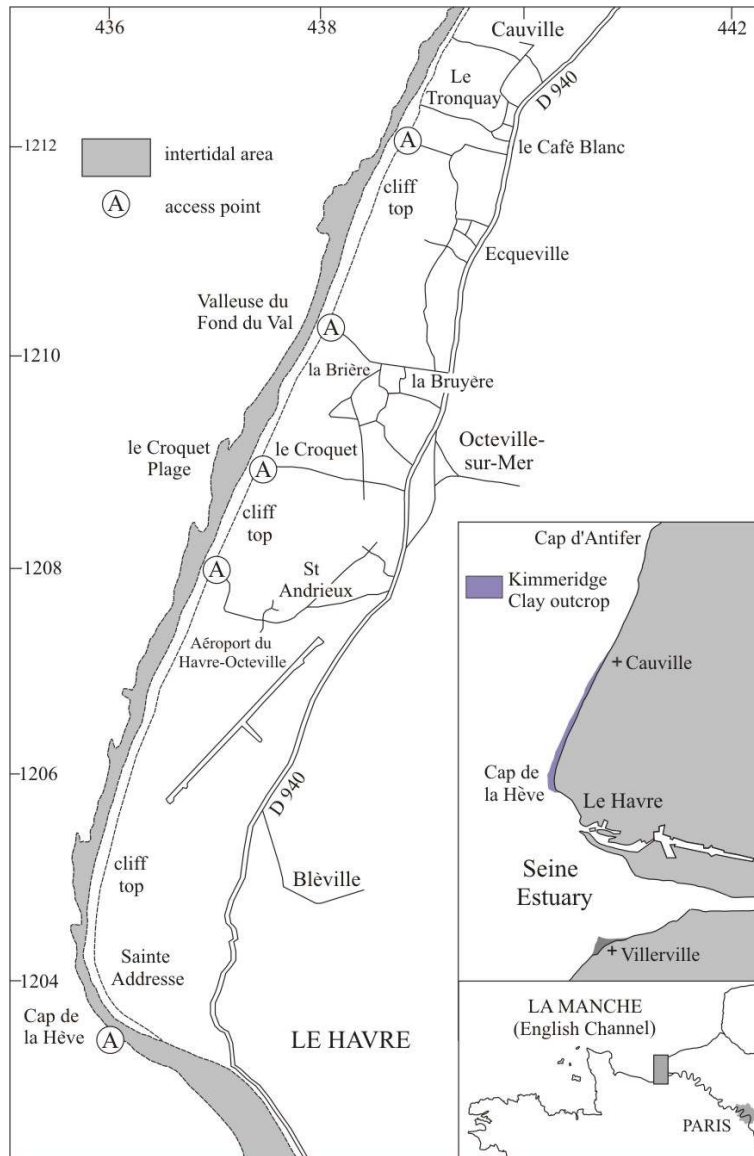 436
438
442
Cauville
Le
Tronquay
D 940
1212
A
le Café Blanc
intertidal area
A
access point
cliff
top
Ecqueville
Valleuse du
Fond du Val
A
1210
la Brière
la Bruyère
le Croquet
Plage
le Croquet
A
Octeville-
sur-Mer
cliff
top
1208
A
St
Andrieux
Aéroport du
Havre-Octeville
1206
D 940
cliff
top
Blèville
Sainte
Addresse
1204
Cap de
la Hève
A
LE HAVRE
Cap d'Antifer
Kimmeridge
Clay outcrop
Cauville
Cap de
la Hève
Le Havre
Seine
Estuary
Villerville
LA MANCHE
(English Channel)
PARIS